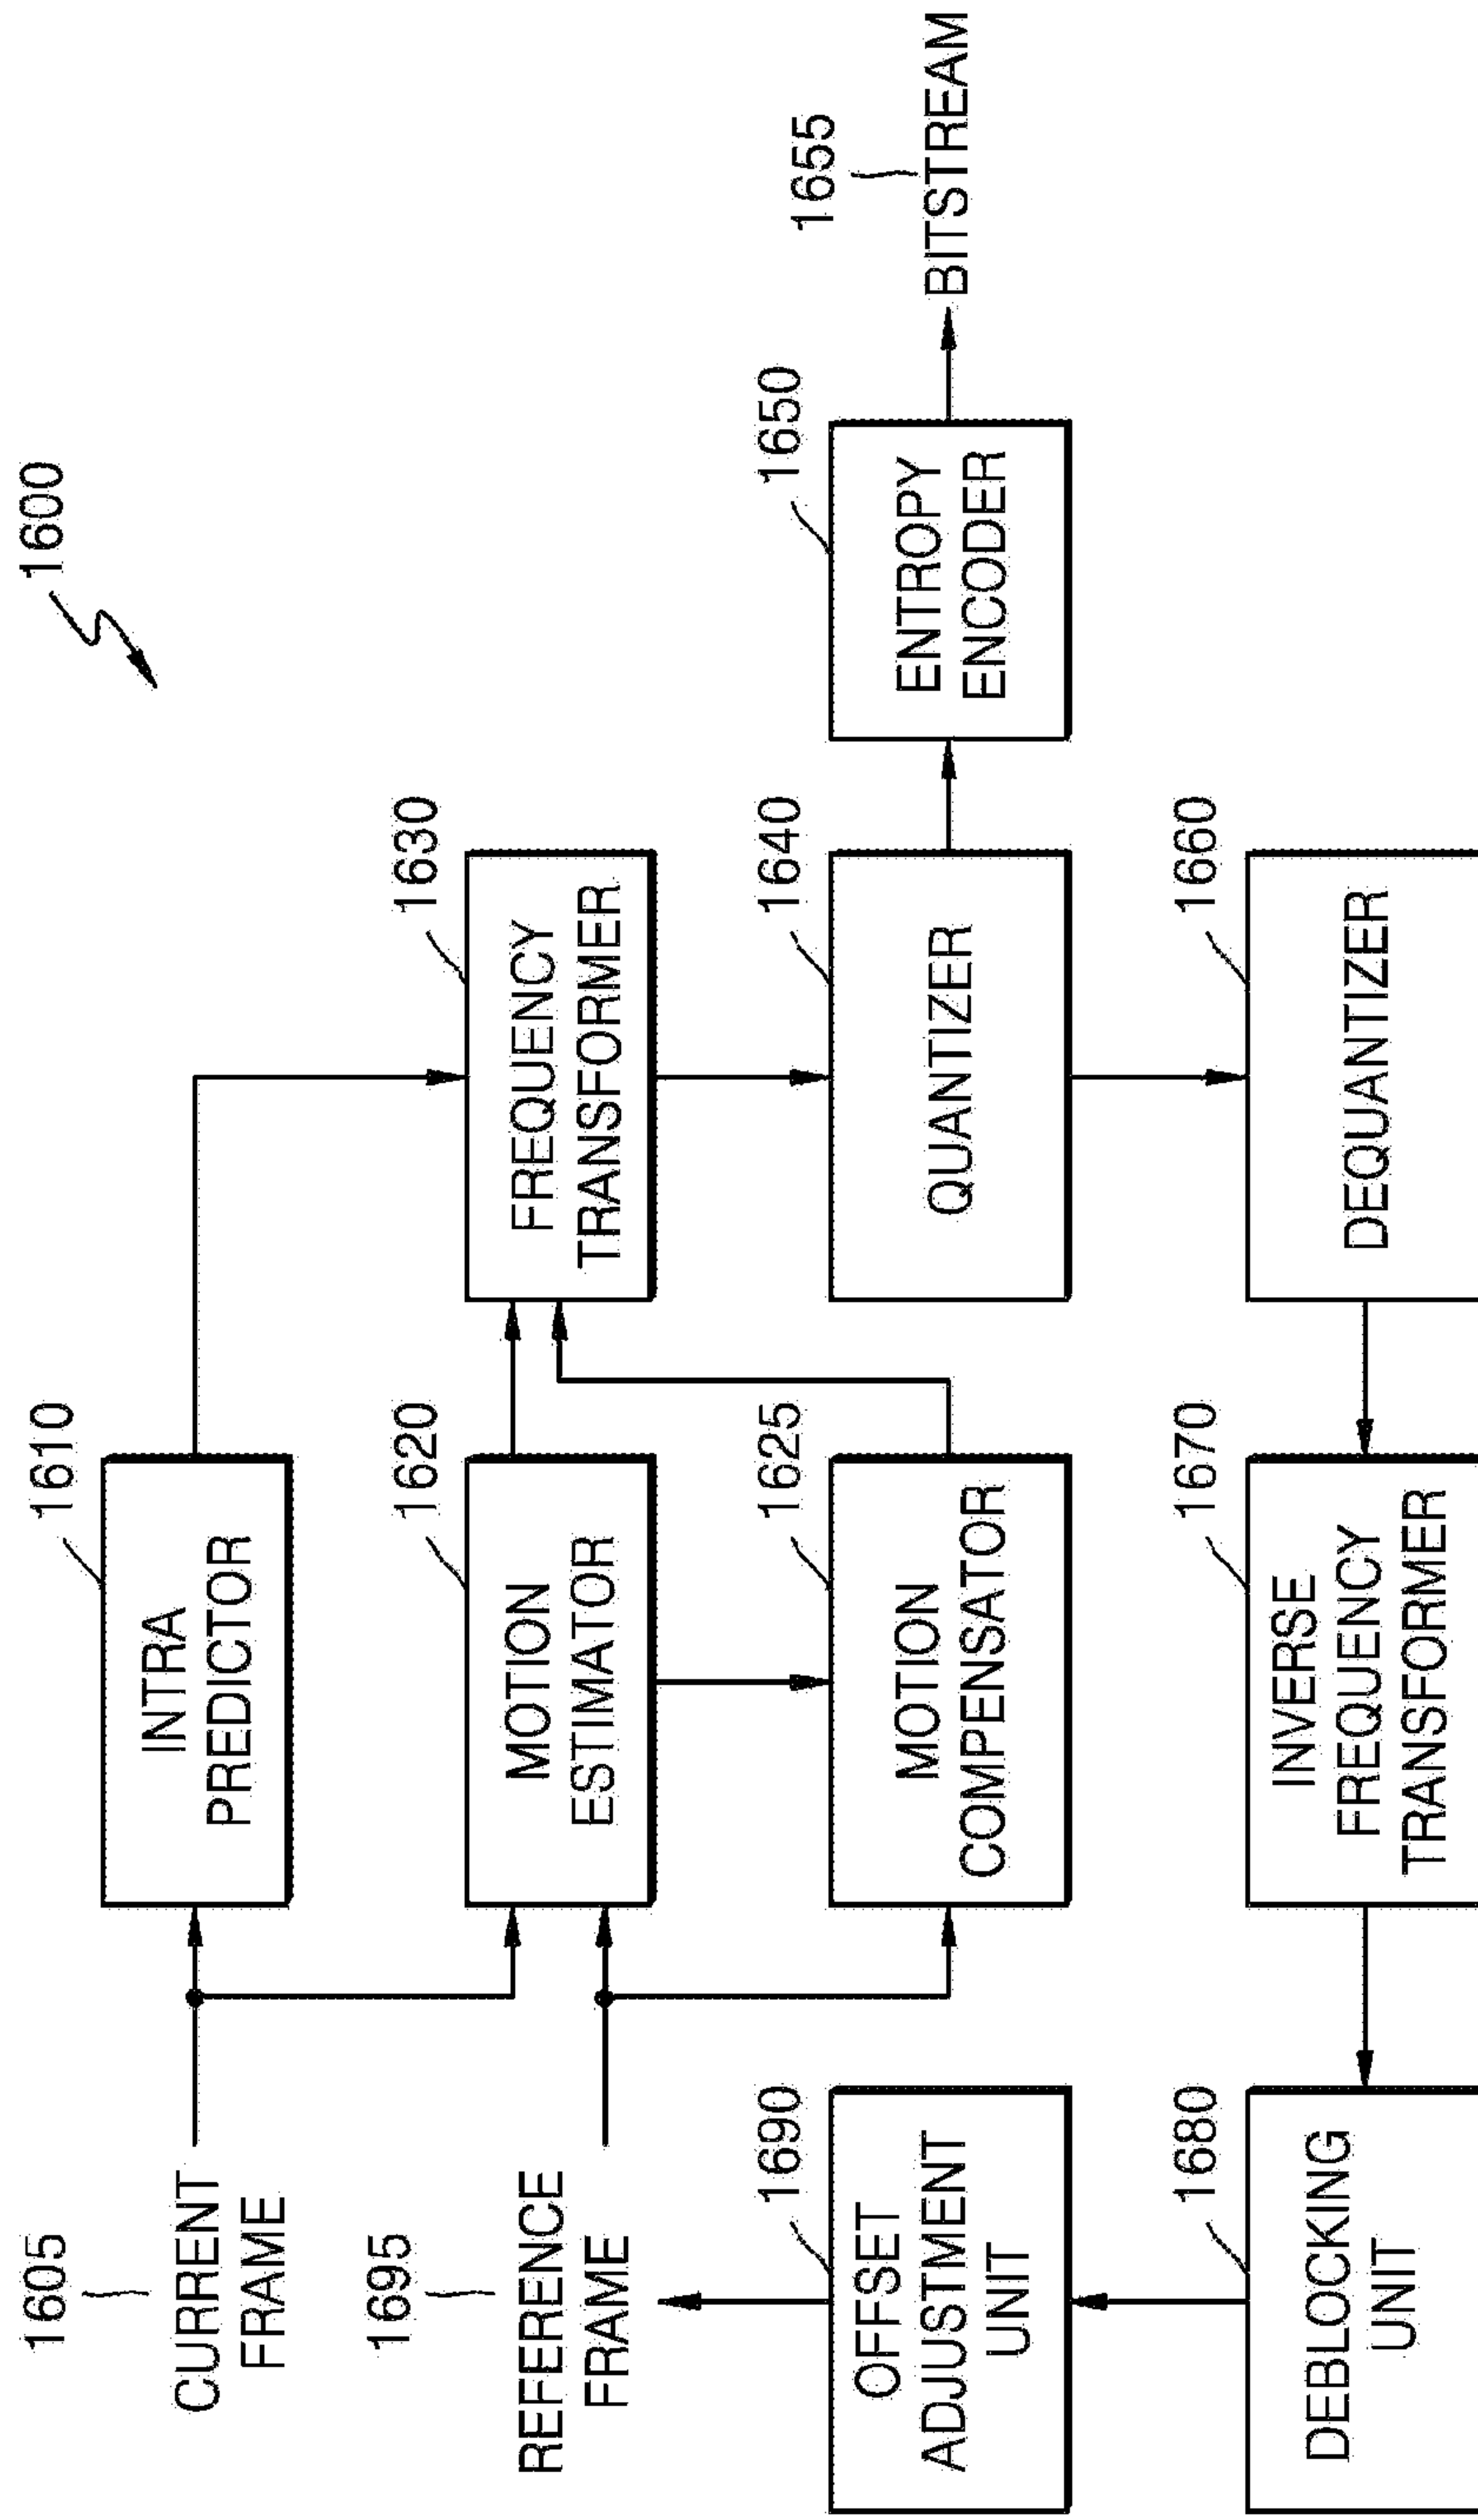 1600
1605
CURRENT
FRAME
1610
INTRA
PREDICTOR
1695
REFERENCE
FRAME
1620
MOTION
ESTIMATOR
1630
FREQUENCY
TRANSFORMER
1690
OFFSET
ADJUSTMENT
UNIT
1625
MOTION
COMPENSATOR
1640
QUANTIZER
1650
ENTROPY
ENCODER
1655
BITSTREAM
1680
DEBLOCKING
UNIT
1670
INVERSE
FREQUENCY
TRANSFORMER
1660
DEQUANTIZER